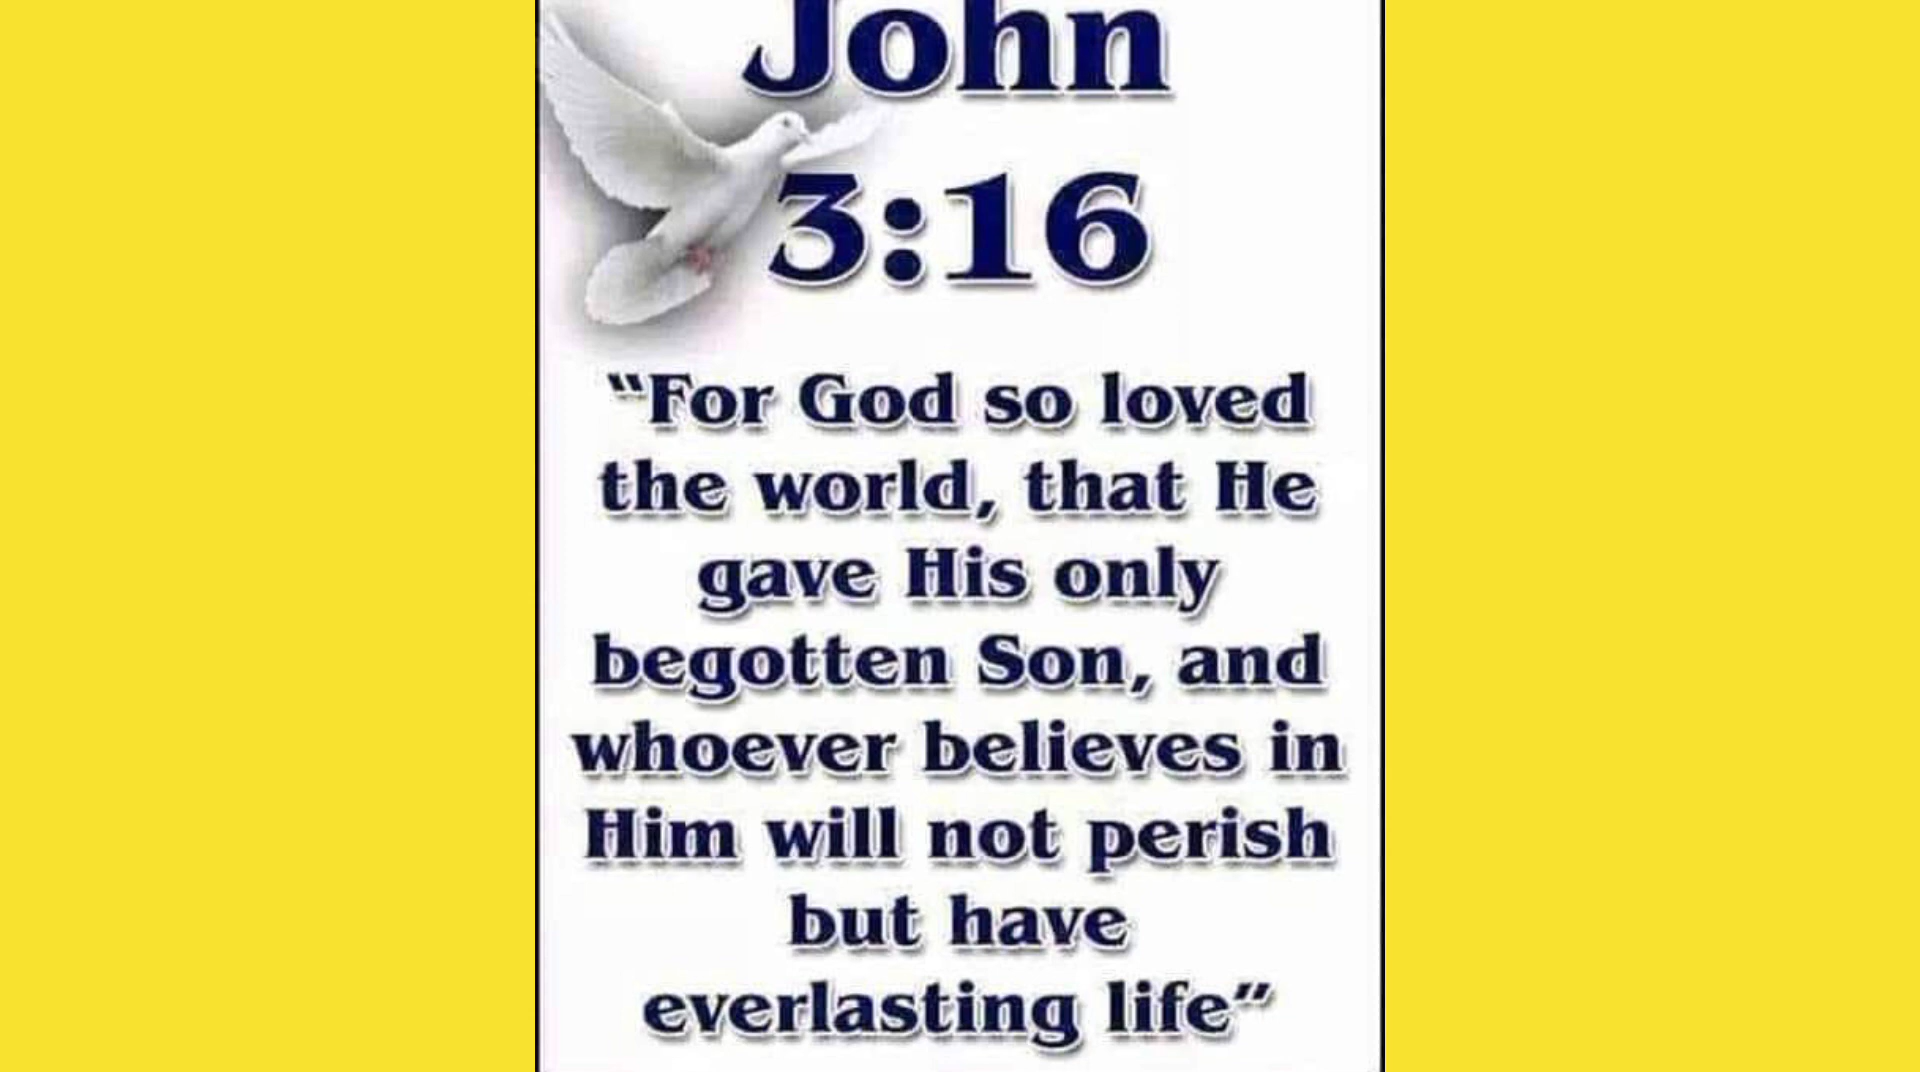 John
3:16
“For God so loved
the world, that He
gave His only
begotten Son, and
whoever believes in
Him will not perish
but have
everlasting life”